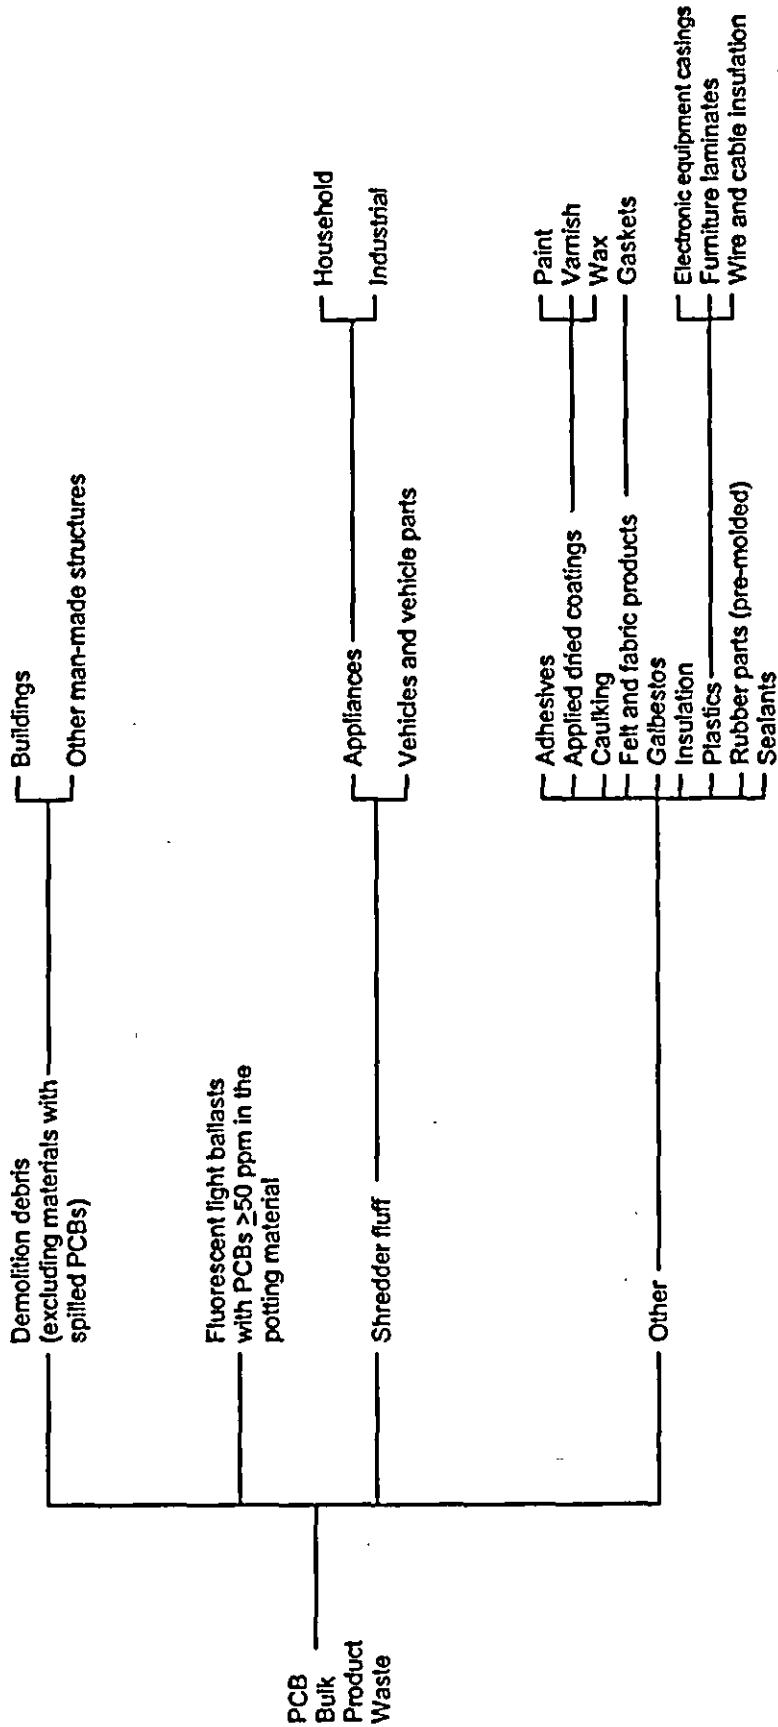 PCB
Bulk
Product
Waste
Demolition debris
(excluding materials with
spilled PCBs)
Buildings
Other man-made structures
Fluorescent light ballasts
with PCBs ≥50 ppm in the
potting material
Shredder fluff
Appliances
Household
Industrial
Vehicles and vehicle parts
Other
Adhesives
Applied dried coatings
Paint
Varnish
Wax
Caulking
Felt and fabric products
Gaskets
Galbestos
Insulation
Plastics
Electronic equipment casings
Furniture laminates
Wire and cable insulation
Rubber parts (pre-molded)
Sealants